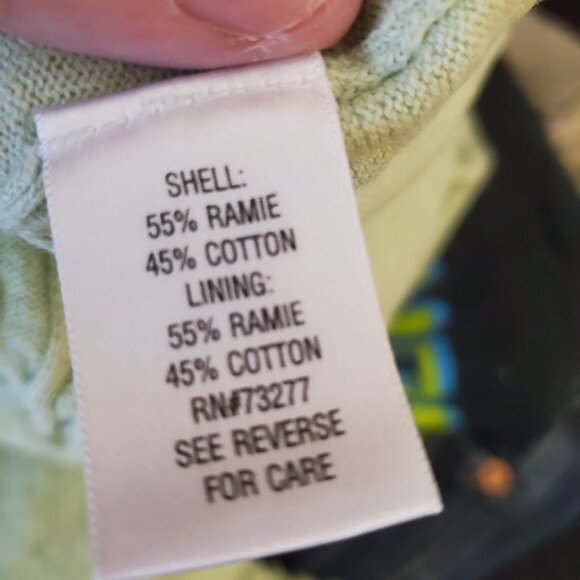 SHELL:
55% RAMIE
45% COTTON
LINING:
55% RAMIE
45% COTTON
RN#73277
SEE REVERSE
FOR CARE